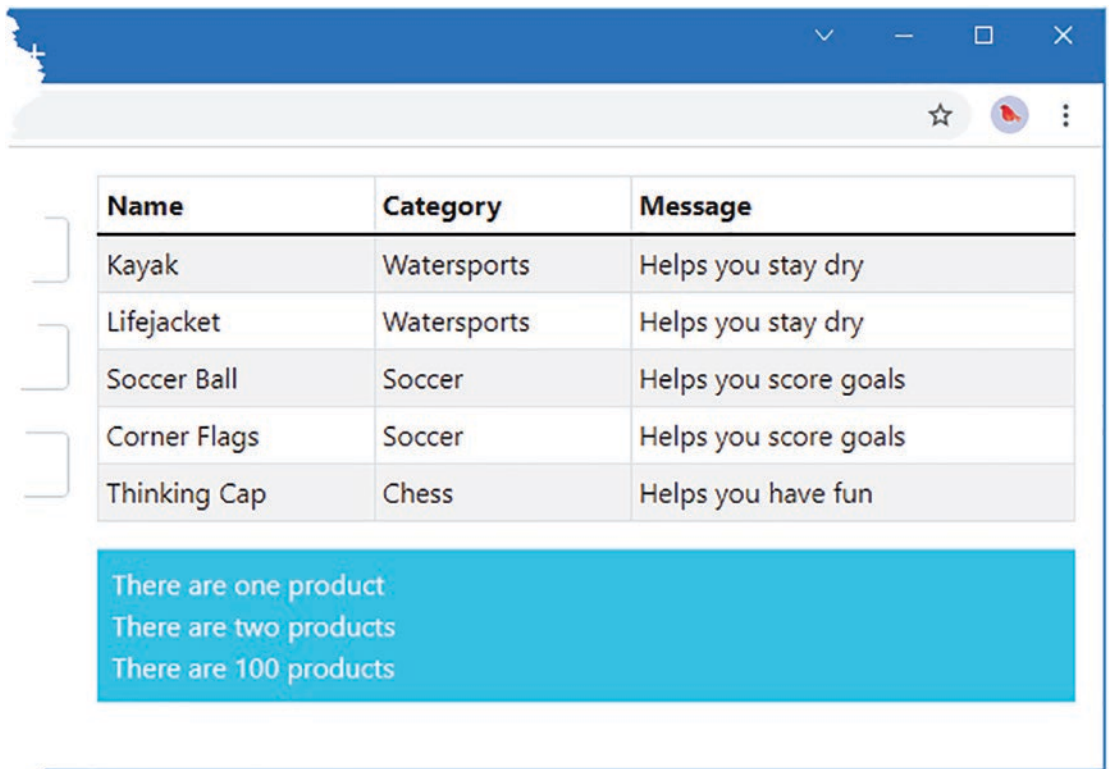 Name Category Message
Kayak Watersports Helps you stay dry
Lifejacket Watersports Helps you stay dry
Soccer Ball Soccer Helps you score goals
Corner Flags Soccer Helps you score goals
Thinking Cap Chess Helps you have fun
There are one product
There are two products
There are 100 products